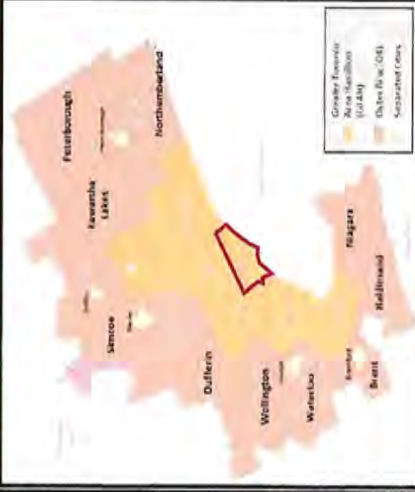 Peterborough
Northumberland
Kawartha
Lakes
Simcoe
Dufferin
Wellington
Waterloo
Brant
Niagara
Haldimand
Greater Toronto
Area Hamilton
(GTAH)
Outer Ring (OR)
Separated Cities